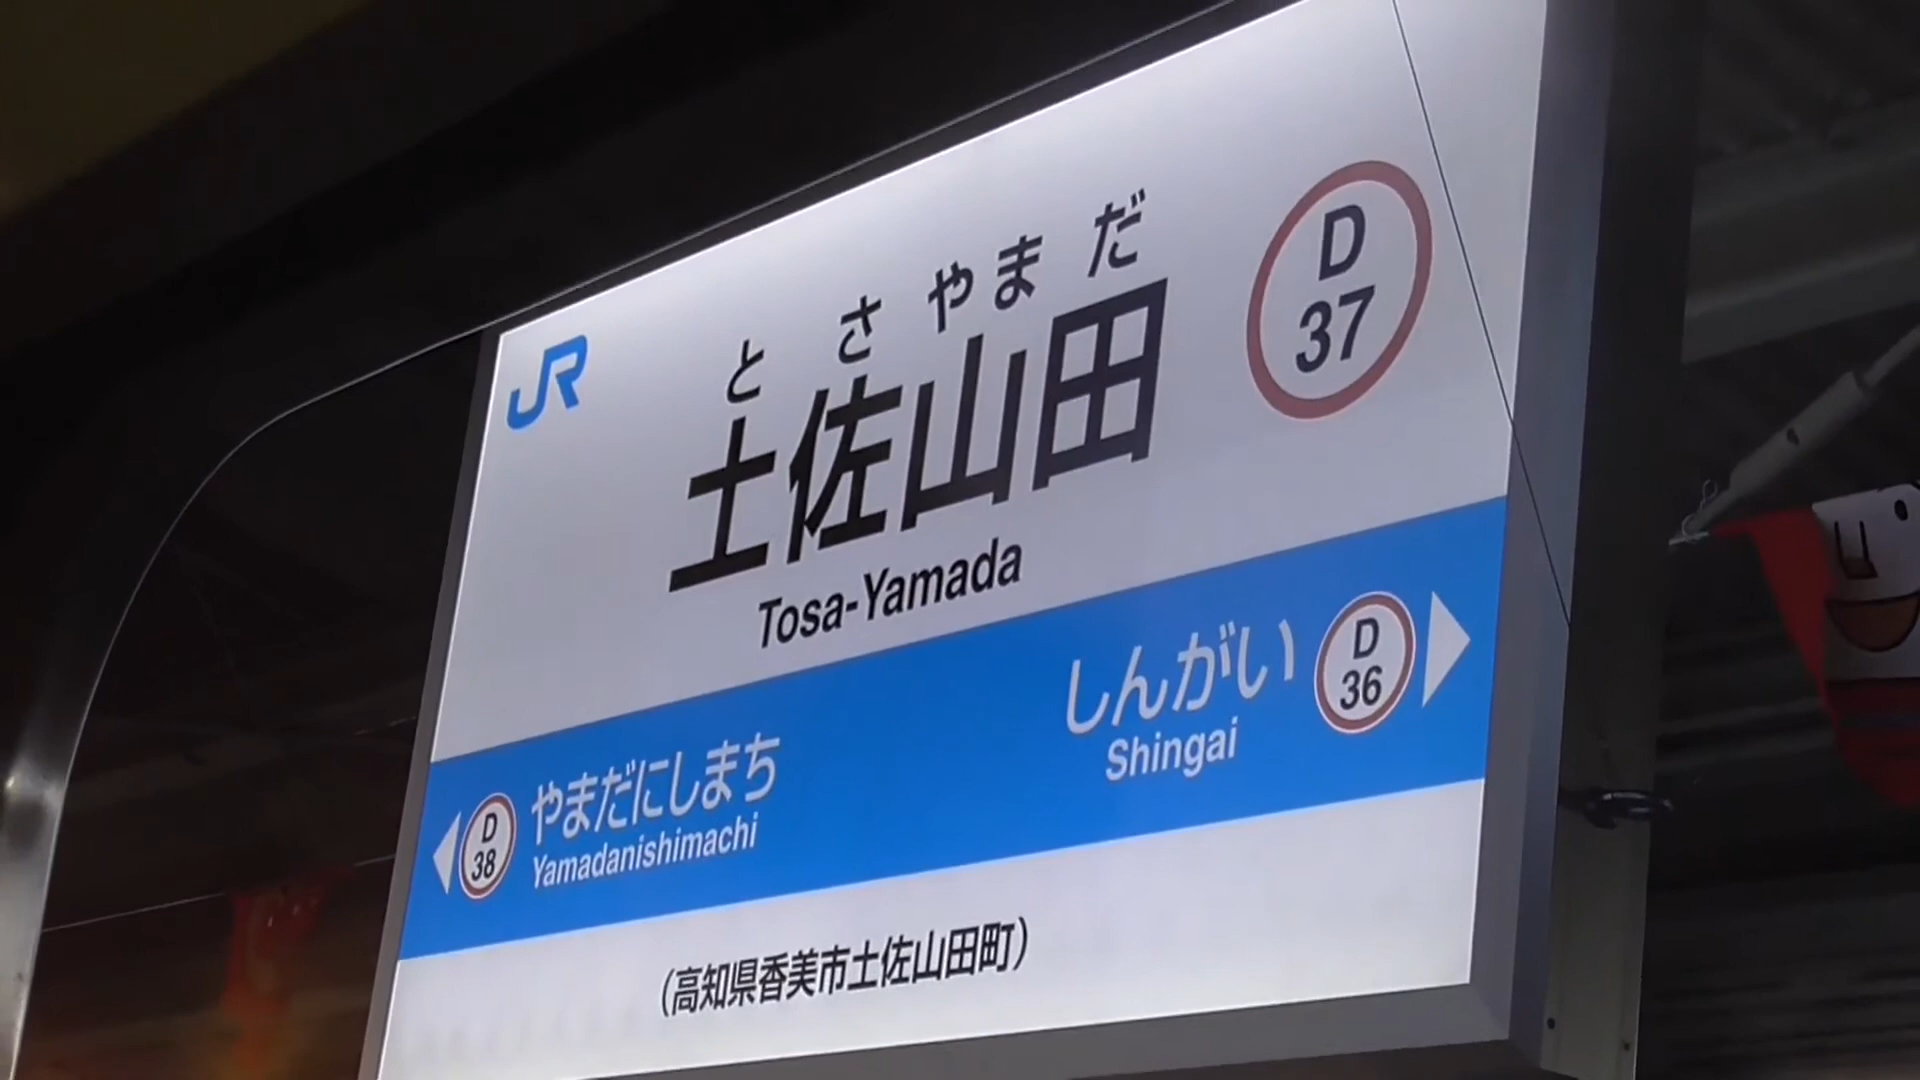 JR
とさやまだ
土佐山田
Tosa-Yamada
D
37
やまだにしまち
Yamadanishimachi
D
38
しんがい
Shingai
D
36
(高知県香美市土佐山田町)